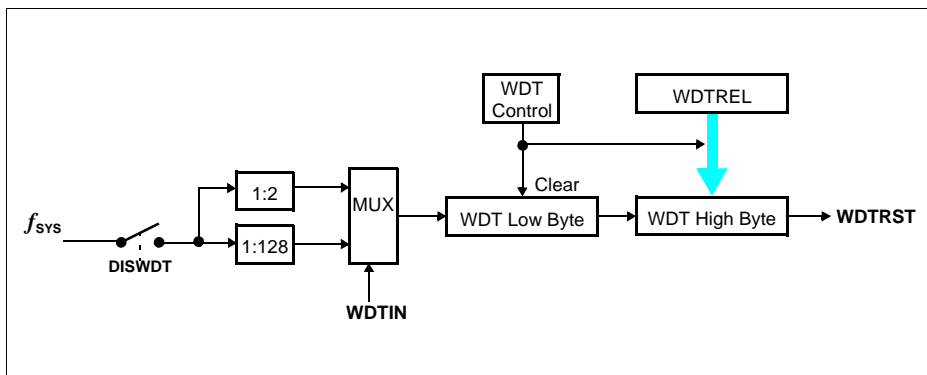 WDT
Control
WDTREL
Clear
1:2
MUX
WDT Low Byte
WDT High Byte
WDTRST
fSYS
1:128
DISWDT
WDTIN